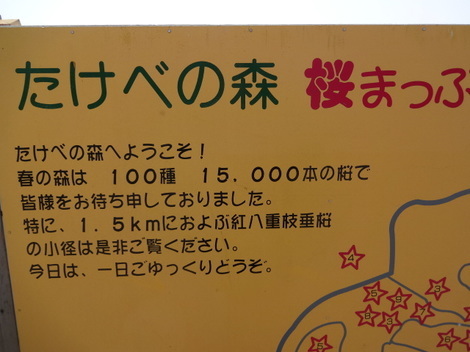 たけべの森 桜まっぷ
たけべの森へようこそ！
春の森は １００種 １５．０００本の桜で
皆様をお待ち申しておりました。
特に、１．５kmにおよぶ紅八重枝垂桜
の小径は是非ご覧ください。
今日は、一日ごゆっくりどうぞ。
4